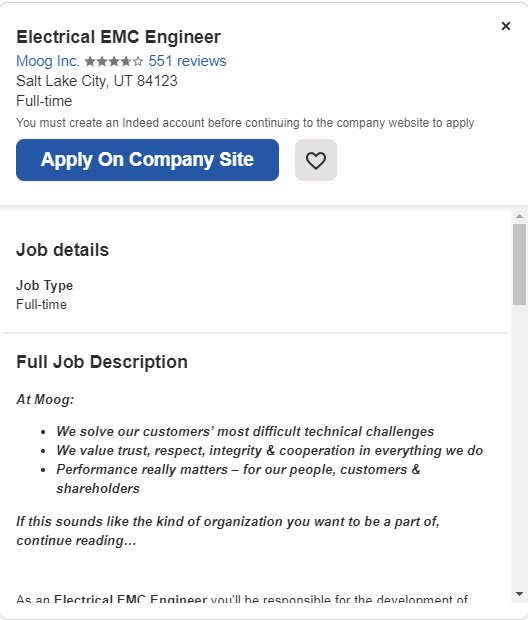 Electrical EMC Engineer
Moog Inc. 551 reviews
Salt Lake City, UT 84123
Full-time
You must create an Indeed account before continuing to the company website to apply
Apply On Company Site
Job details
Job Type
Full-time
Full Job Description
At Moog:
• We solve our customers’ most difficult technical challenges
• We value trust, respect, integrity & cooperation in everything we do
• Performance really matters – for our people, customers &
shareholders
If this sounds like the kind of organization you want to be a part of,
continue reading…
As an Electrical EMC Engineer you’ll be responsible for the development of